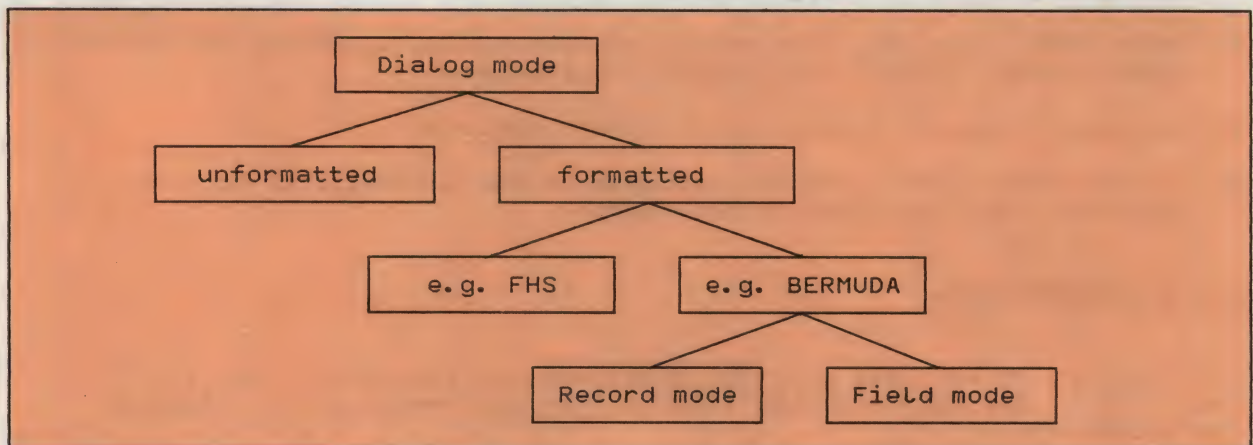 Dialog mode
unformatted
formatted
e.g. FHS
e.g. BERMUDA
Record mode
Field mode